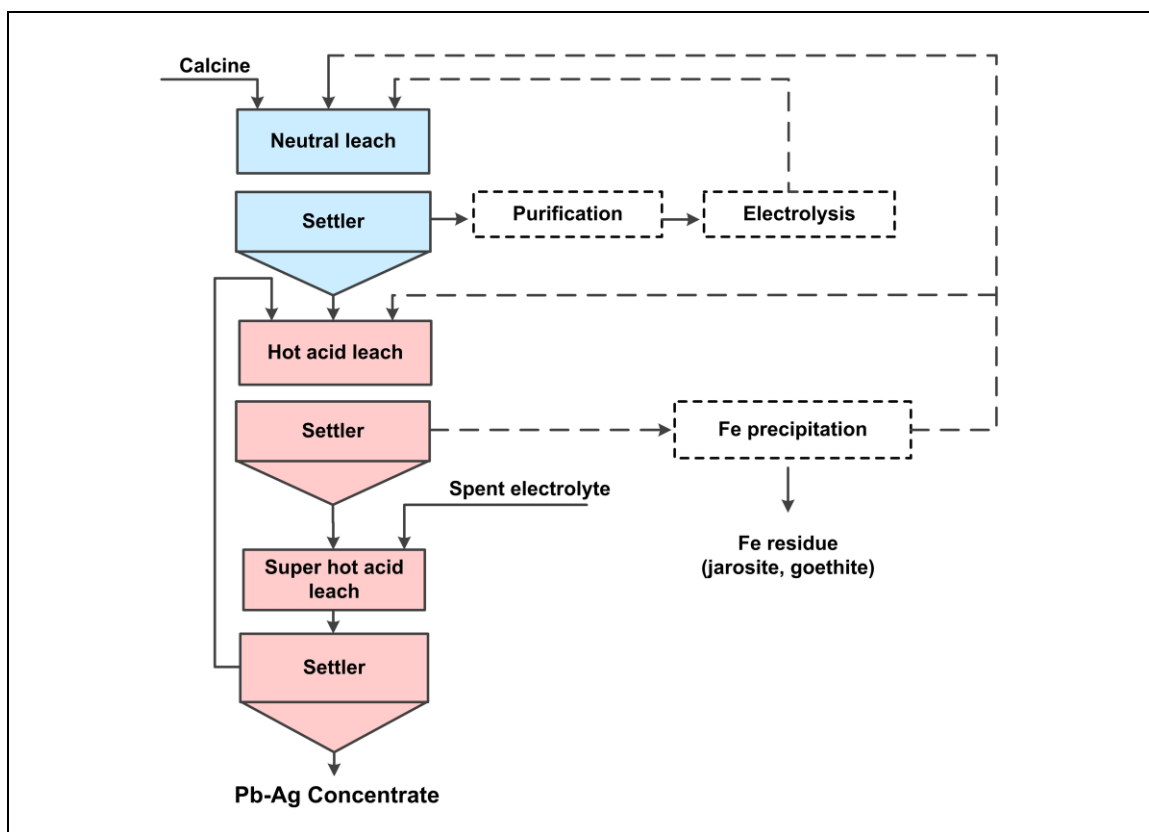 Calcine
Neutral leach
Settler
Purification
Electrolysis
Hot acid leach
Settler
Fe precipitation
Spent electrolyte
Fe residue
(jarosite, goethite)
Super hot acid
leach
Settler
Pb-Ag Concentrate